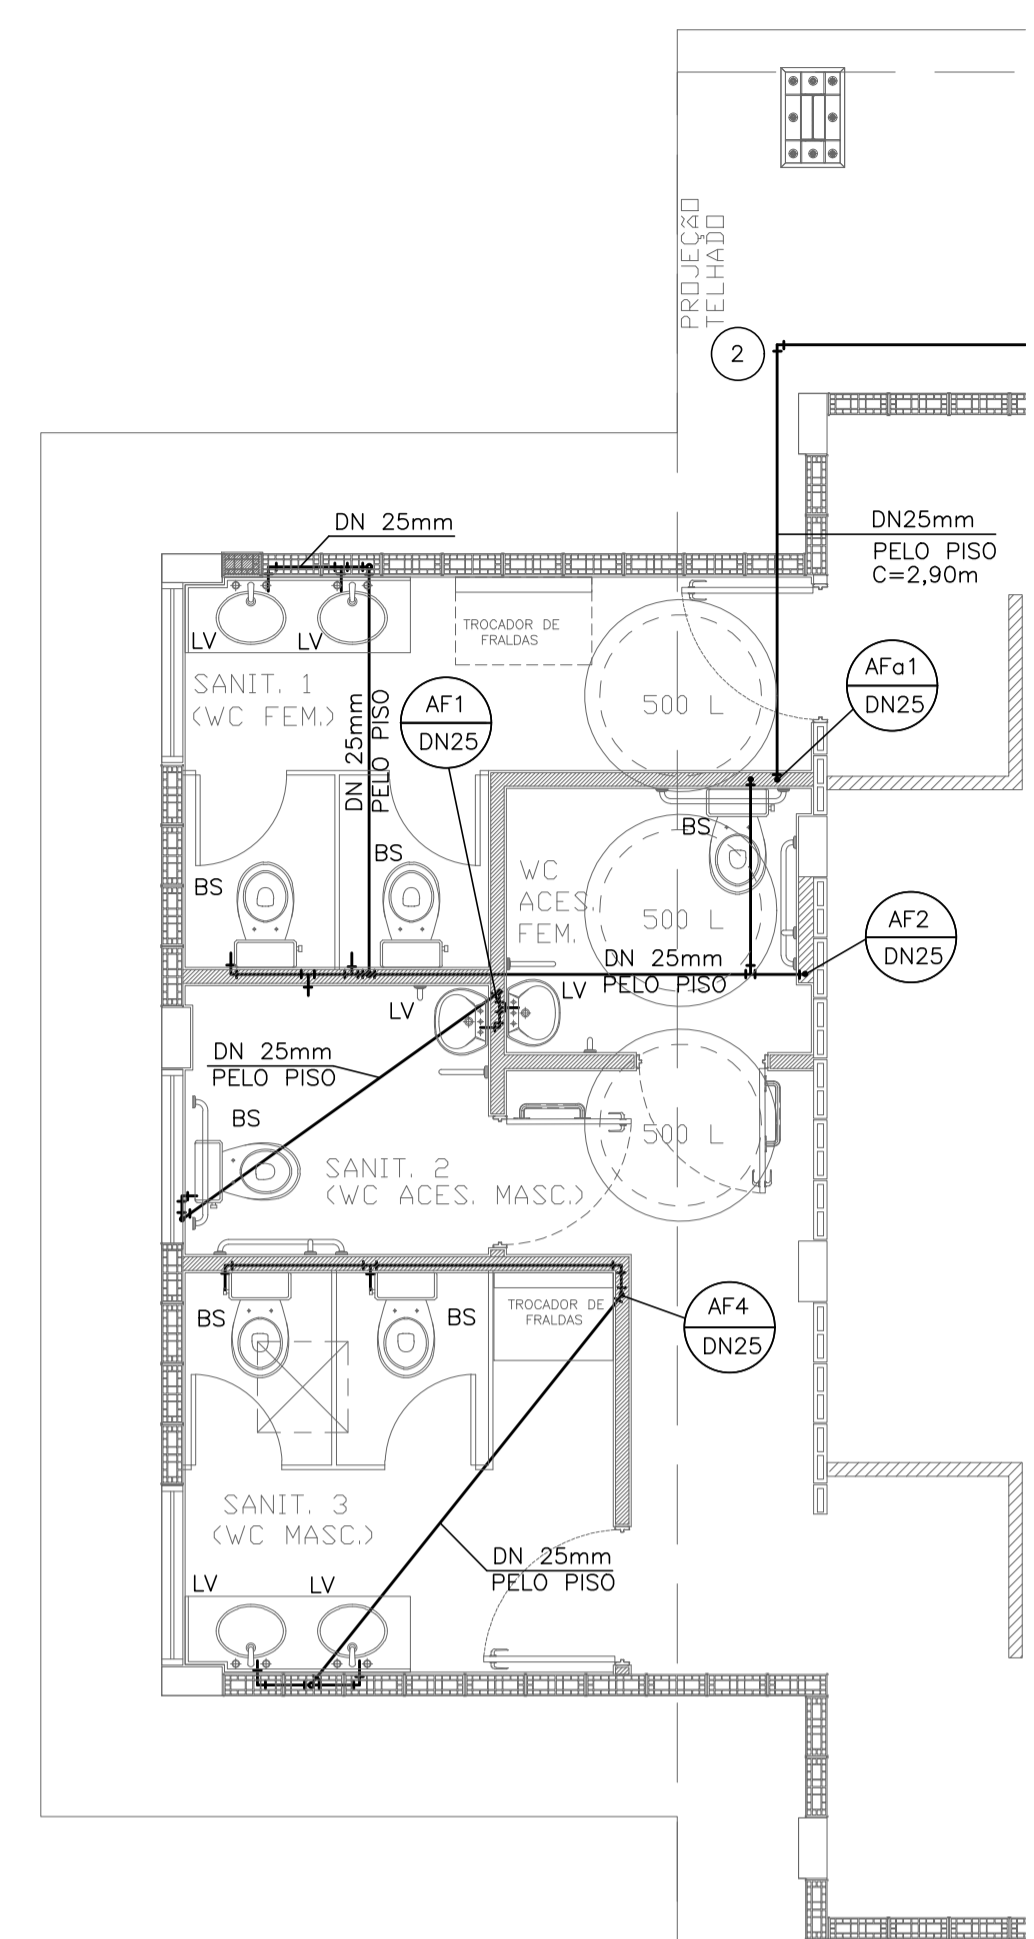 PROJEÇÃO
TELHADO
2
DN 25mm
DN25mm
PELO PISO
C=2,90m
LV
LV
TROCADOR DE
FRALDAS
SANIT. 1
(WC FEM.)
DN 25mm
PELO PISO
AF1
DN25
500 L
AFa1
DN25
BS
BS
BS
WC
ACES.
FEM.
500 L
AF2
DN25
DN 25mm
PELO PISO
LV
LV
DN 25mm
PELO PISO
BS
500 L
SANIT. 2
(WC ACES. MASC.)
BS
BS
TROCADOR DE
FRALDAS
AF4
DN25
SANIT. 3
(WC MASC.)
DN 25mm
PELO PISO
LV
LV